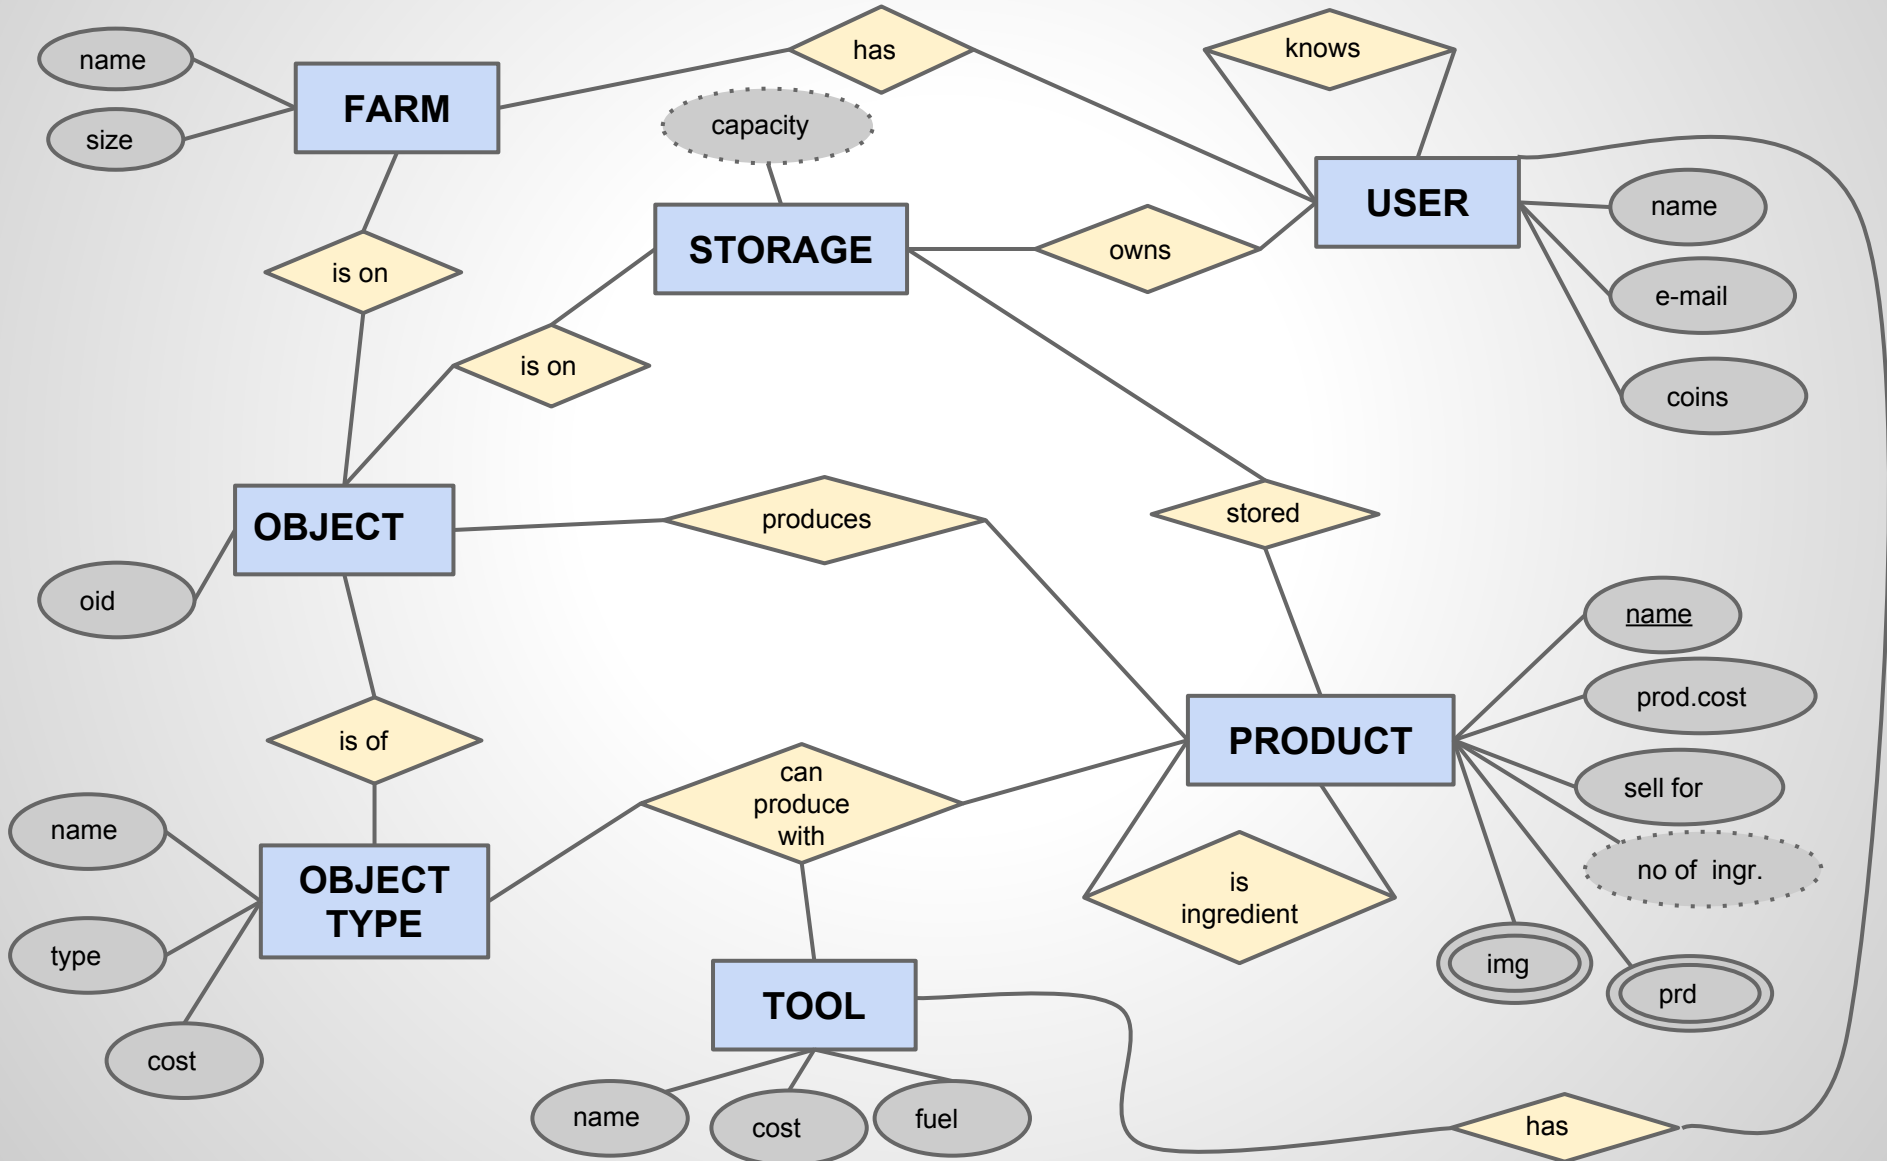 has
knows
name
FARM
capacity
size
USER
name
STORAGE
owns
is on
e-mail
is on
coins
OBJECT
produces
stored
oid
name
prod.cost
is of
PRODUCT
can
produce
with
sell for
name
no of ingr.
OBJECT
TYPE
is
ingredient
type
img
prd
TOOL
cost
name
cost
fuel
has